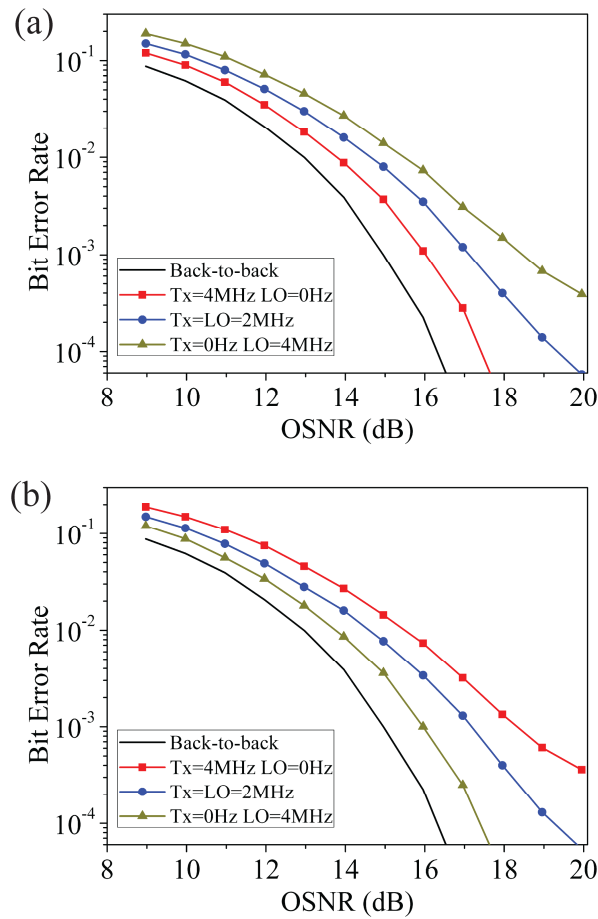 (a)
Bit Error Rate
10-1
10-2
10-3
10-4
Back-to-back
Tx=4MHz LO=0Hz
Tx=LO=2MHz
Tx=0Hz LO=4MHz
8 10 12 14 16 18 20
OSNR (dB)
(b)
Bit Error Rate
10-1
10-2
10-3
10-4
Back-to-back
Tx=4MHz LO=0Hz
Tx=LO=2MHz
Tx=0Hz LO=4MHz
8 10 12 14 16 18 20
OSNR (dB)